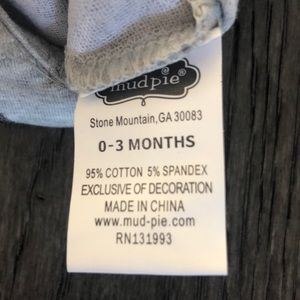 mudpie
Stone Mountain,GA 30083
0-3 MONTHS
95% COTTON 5% SPANDEX
EXCLUSIVE OF DECORATION
MADE IN CHINA
www.mud-pie.com
RN131993